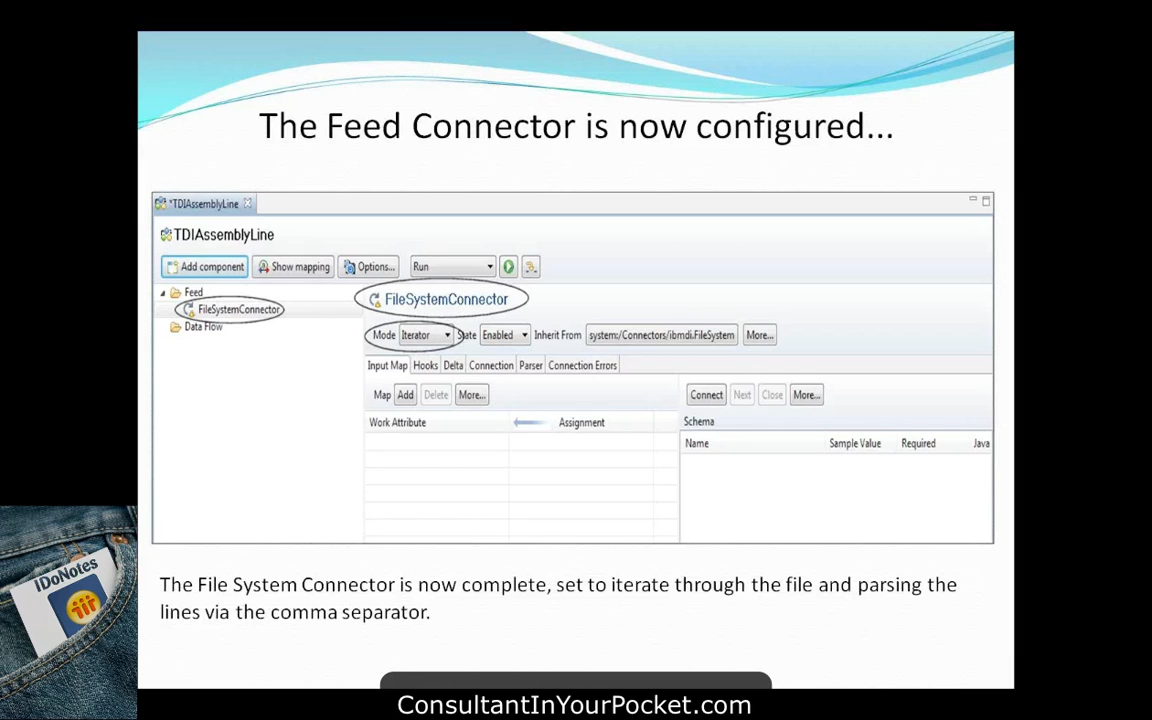 The Feed Connector is now configured...
*TDIAssemblyLine
TDIAssemblyLine
Add component Show mapping Options... Run
Feed
FileSystemConnector
Data Flow
FileSystemConnector
Mode Iterator State Enabled Inherit From system:/Connectors/ibmdi.FileSystem More...
Input Map Hooks Delta Connection Parser Connection Errors
Map Add Delete More...
Connect Next Close More...
Work Attribute Assignment
Schema
Name Sample Value Required Java
The File System Connector is now complete, set to iterate through the file and parsing the
lines via the comma separator.
IDoNotes
ConsultantInYourPocket.com